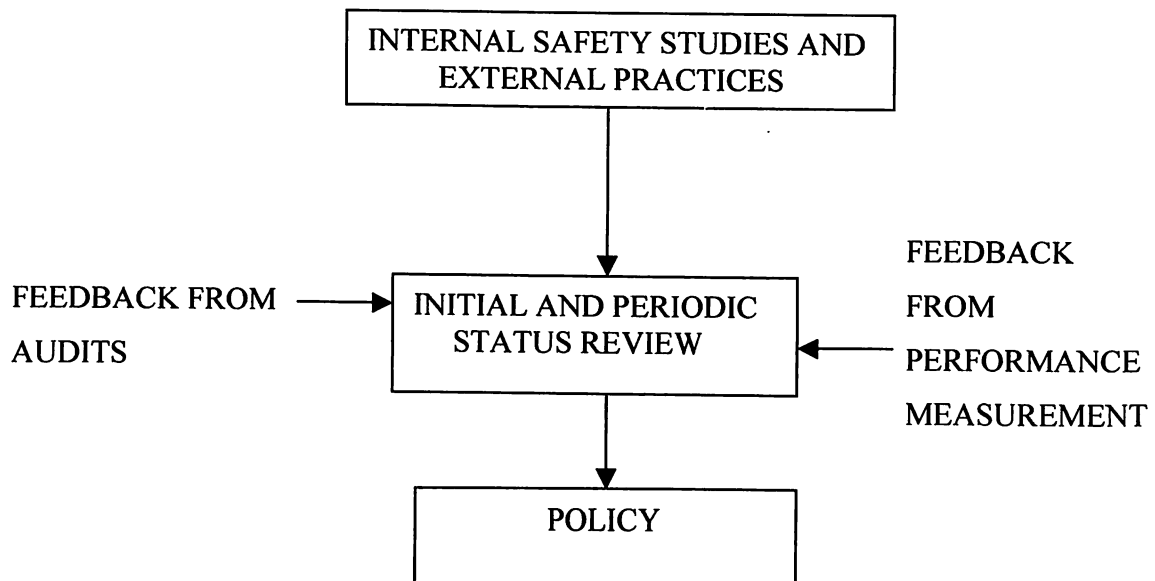 INTERNAL SAFETY STUDIES AND
EXTERNAL PRACTICES
FEEDBACK FROM
AUDITS
INITIAL AND PERIODIC
STATUS REVIEW
FEEDBACK
FROM
PERFORMANCE
MEASUREMENT
POLICY